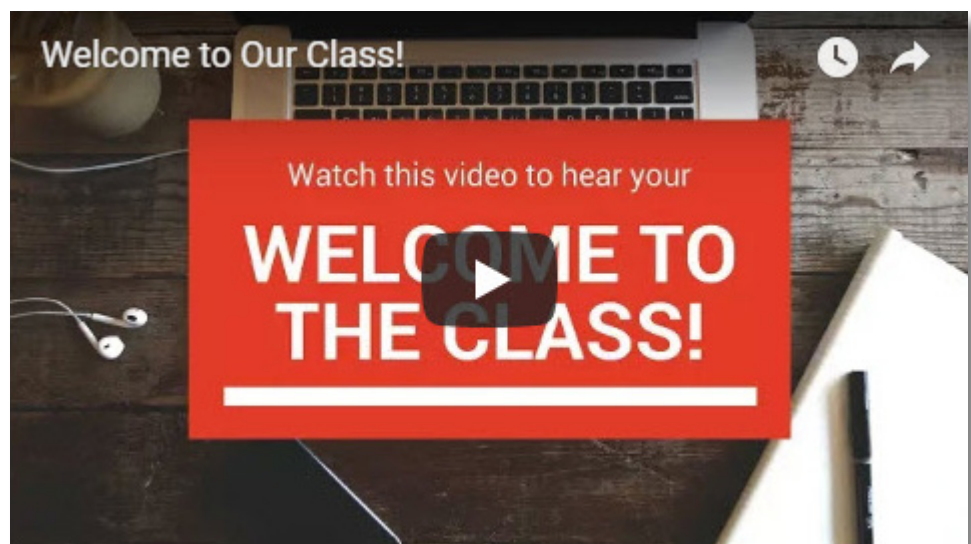 Welcome to Our Class!
Watch this video to hear your
WELCOME TO
THE CLASS!